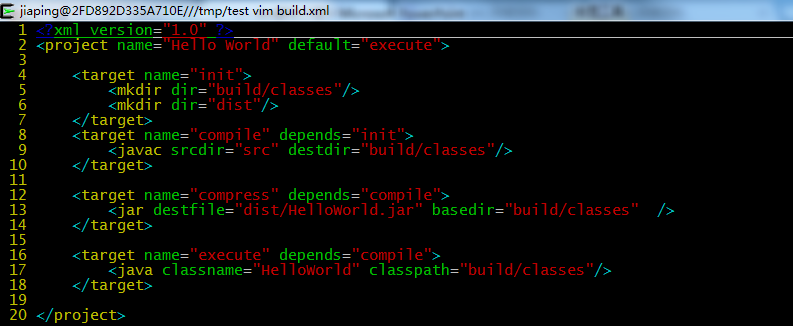 jiaping@2FD892D335A710E///tmp/test vim build.xml
1 <?xml version="1.0" ?>
2 <project name="Hello World" default="execute">
3
4     <target name="init">
5         <mkdir dir="build/classes"/>
6         <mkdir dir="dist"/>
7     </target>
8     <target name="compile" depends="init">
9         <javac srcdir="src" destdir="build/classes"/>
10     </target>
11
12     <target name="compress" depends="compile">
13         <jar destfile="dist/HelloWorld.jar" basedir="build/classes"  />
14     </target>
15
16     <target name="execute" depends="compile">
17         <java classname="HelloWorld" classpath="build/classes"/>
18     </target>
19
20 </project>